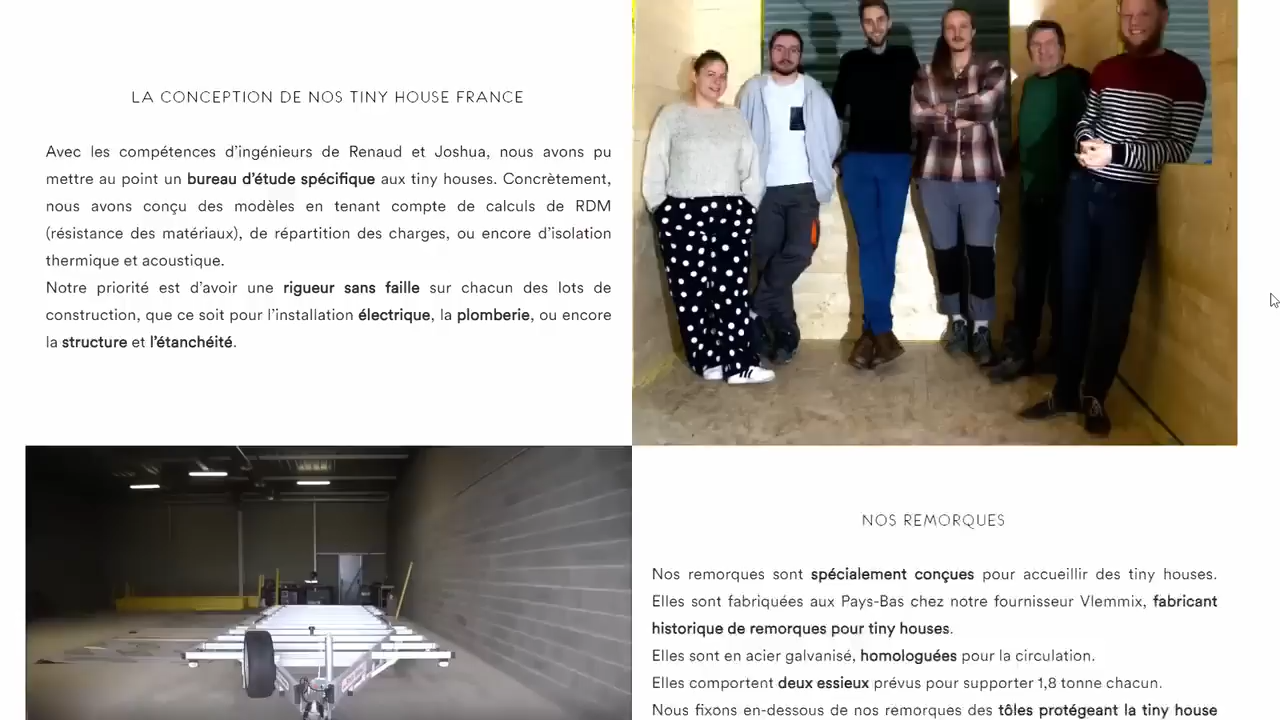 LA CONCEPTION DE NOS TINY HOUSE FRANCE
Avec les compétences d'ingénieurs de Renaud et Joshua, nous avons pu
mettre au point un bureau d'étude spécifique aux tiny houses. Concrètement,
nous avons conçu des modèles en tenant compte de calculs de RDM
(résistance des matériaux), de répartition des charges, ou encore d'isolation
thermique et acoustique.
Notre priorité est d'avoir une rigueur sans faille sur chacun des lots de
construction, que ce soit pour l'installation électrique, la plomberie, ou encore
la structure et l'étanchéité.
NOS REMORQUES
Nos remorques sont spécialement conçues pour accueillir des tiny houses.
Elles sont fabriquées aux Pays-Bas chez notre fournisseur Vlemmix, fabricant
historique de remorques pour tiny houses.
Elles sont en acier galvanisé, homologuées pour la circulation.
Elles comportent deux essieux prévus pour supporter 1,8 tonne chacun.
Nous fixons en-dessous de nos remorques des tôles protégeant la tiny house